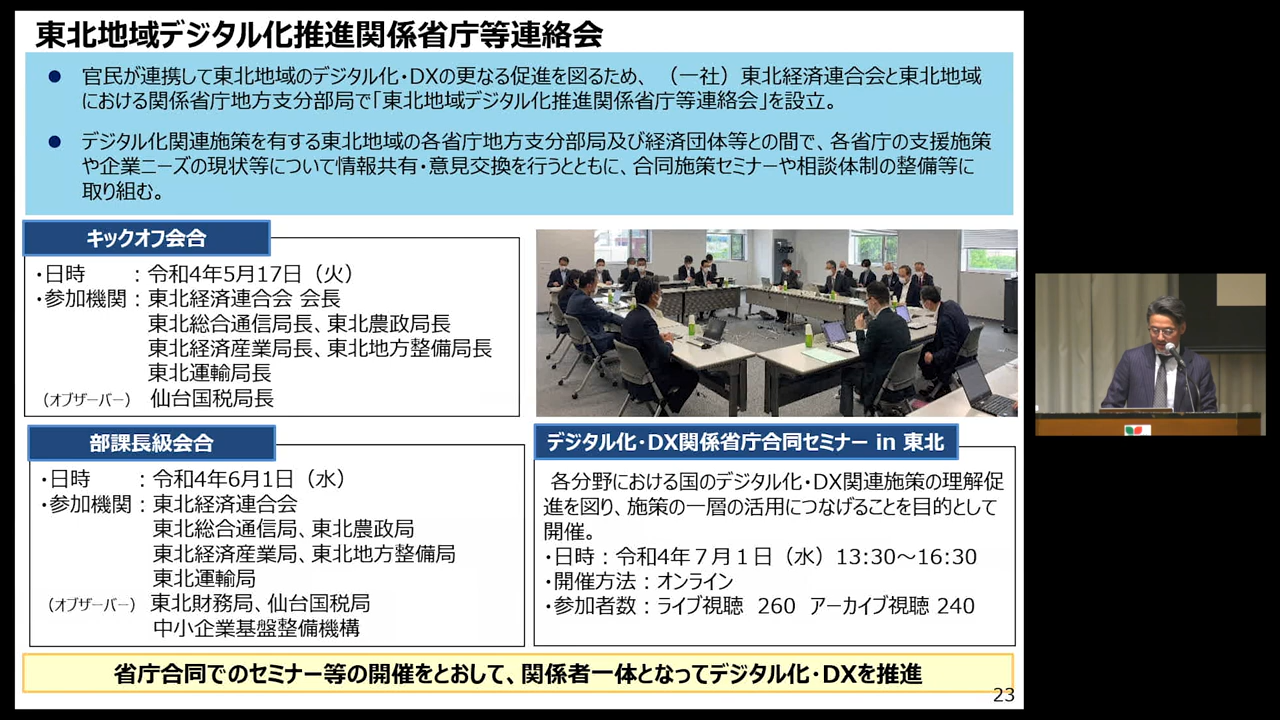 東北地域デジタル化推進関係省庁等連絡会
● 官民が連携して東北地域のデジタル化・DXの更なる促進を図るため、（一社）東北経済連合会と東北地域
における関係省庁地方支分部局で「東北地域デジタル化推進関係省庁等連絡会」を設立。
● デジタル化関連施策を有する東北地域の各省庁地方支分部局及び経済団体等との間で、各省庁の支援施策
や企業ニーズの現状等について情報共有・意見交換を行うとともに、合同施策セミナーや相談体制の整備等に
取り組む。
キックオフ会合
・日時　　：令和4年5月17日（火）
・参加機関：東北経済連合会 会長
東北総合通信局長、東北農政局長
東北経済産業局長、東北地方整備局長
東北運輸局長
（オブザーバー） 仙台国税局長
部課長級会合
・日時　　：令和4年6月1日（水）
・参加機関：東北経済連合会
東北総合通信局、東北農政局
東北経済産業局、東北地方整備局
東北運輸局
（オブザーバー） 東北財務局、仙台国税局
中小企業基盤整備機構
デジタル化・DX関係省庁合同セミナー in 東北
各分野における国のデジタル化・DX関連施策の理解促
進を図り、施策の一層の活用につなげることを目的として
開催。
・日時：令和4年７月１日（水）13:30～16:30
・開催方法：オンライン
・参加者数：ライブ視聴 260 アーカイブ視聴 240
省庁合同でのセミナー等の開催をとおして、関係者一体となってデジタル化・DXを推進
23